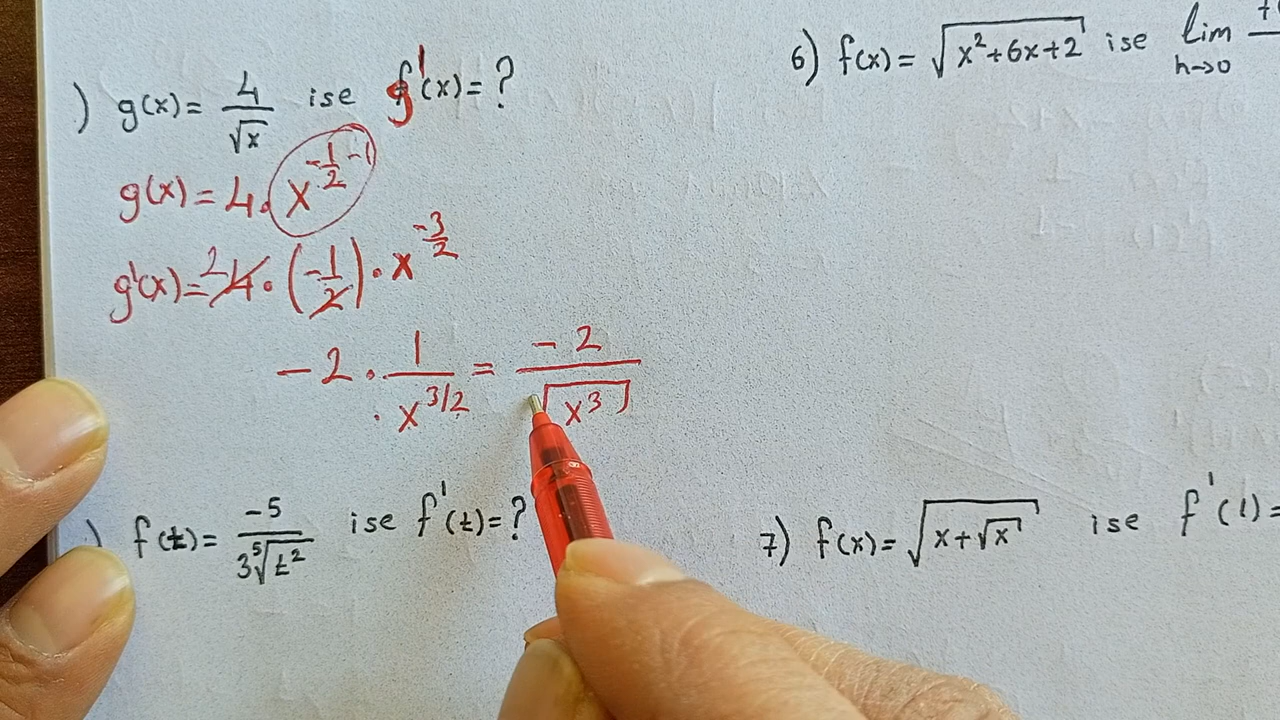 ) g(x) = 4/√x ise g'(x) = ?
g(x) = 4 . x^(-1/2 -1)
g'(x) = 2 4 . (-1/2) . x^(-3/2)
-2 . 1/x^(3/2) = -2/√(x³)
) f(t) = -5/(3 ⁵√(t²)) ise f'(t) = ?
6) f(x) = √(x²+6x+2) ise lim h→0
7) f(x) = √(x+√x) ise f'(1) =